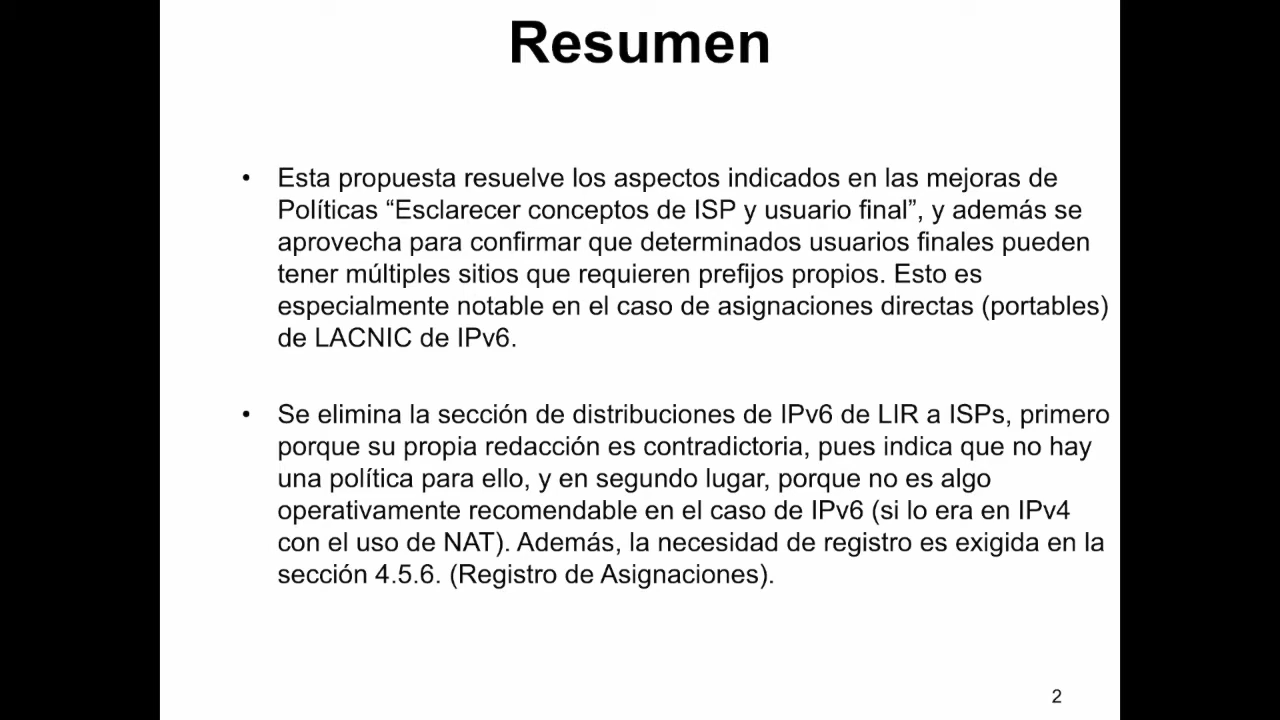 Resumen
• Esta propuesta resuelve los aspectos indicados en las mejoras de
Políticas “Esclarecer conceptos de ISP y usuario final”, y además se
aprovecha para confirmar que determinados usuarios finales pueden
tener múltiples sitios que requieren prefijos propios. Esto es
especialmente notable en el caso de asignaciones directas (portables)
de LACNIC de IPv6.
• Se elimina la sección de distribuciones de IPv6 de LIR a ISPs, primero
porque su propia redacción es contradictoria, pues indica que no hay
una política para ello, y en segundo lugar, porque no es algo
operativamente recomendable en el caso de IPv6 (si lo era en IPv4
con el uso de NAT). Además, la necesidad de registro es exigida en la
sección 4.5.6. (Registro de Asignaciones).
2